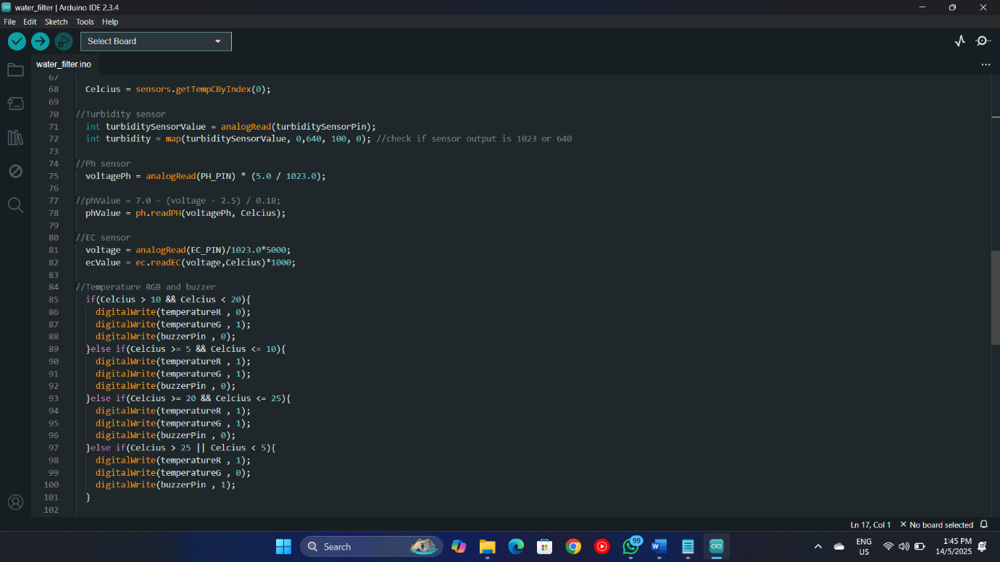 water_filter | Arduino IDE 2.3.4
File Edit Sketch Tools Help
Select Board
water_filter.ino
67
68 Celcius = sensors.getTempCByIndex(0);
69
70 //Turbidity sensor
71 int turbiditySensorValue = analogRead(turbiditySensorPin);
72 int turbidity = map(turbiditySensorValue, 0,640, 100, 0); //check if sensor output is 1023 or 640
73
74 //Ph sensor
75 voltagePh = analogRead(PH_PIN) * (5.0 / 1023.0);
76
77 //phValue = 7.0 - (voltage - 2.5) / 0.18;
78 phValue = ph.readPH(voltagePh, Celcius);
79
80 //EC sensor
81 voltage = analogRead(EC_PIN)/1023.0*5000;
82 ecValue = ec.readEC(voltage,Celcius)*1000;
83
84 //Temperature RGB and buzzer
85 if(Celcius > 10 && Celcius < 20){
86 digitalWrite(temperatureR , 0);
87 digitalWrite(temperatureG , 1);
88 digitalWrite(buzzerPin , 0);
89 }else if(Celcius >= 5 && Celcius <= 10){
90 digitalWrite(temperatureR , 1);
91 digitalWrite(temperatureG , 1);
92 digitalWrite(buzzerPin , 0);
93 }else if(Celcius >= 20 && Celcius <= 25){
94 digitalWrite(temperatureR , 1);
95 digitalWrite(temperatureG , 1);
96 digitalWrite(buzzerPin , 0);
97 }else if(Celcius > 25 || Celcius < 5){
98 digitalWrite(temperatureR , 1);
99 digitalWrite(temperatureG , 0);
100 digitalWrite(buzzerPin , 1);
101 }
102
Ln 17, Col 1 × No board selected
Search
99
W
ENG
US
1:45 PM
14/5/2025